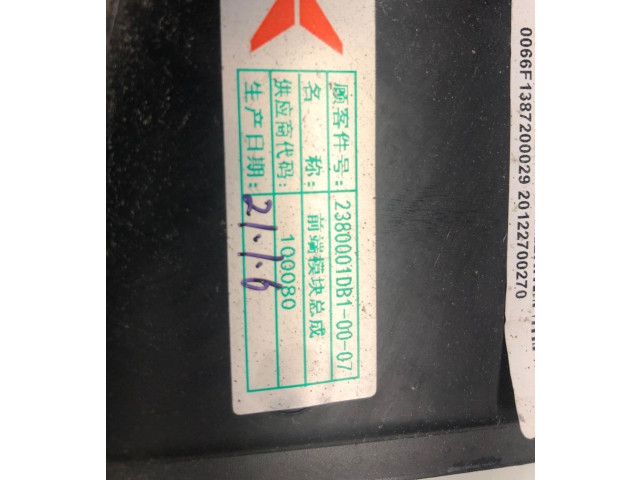 0066F1387200029 20122700270
顾客件号: 2380001DB1-00-07
名 称: 前端模块总成
供应商代码: 100080
生产日期: 21.1.6